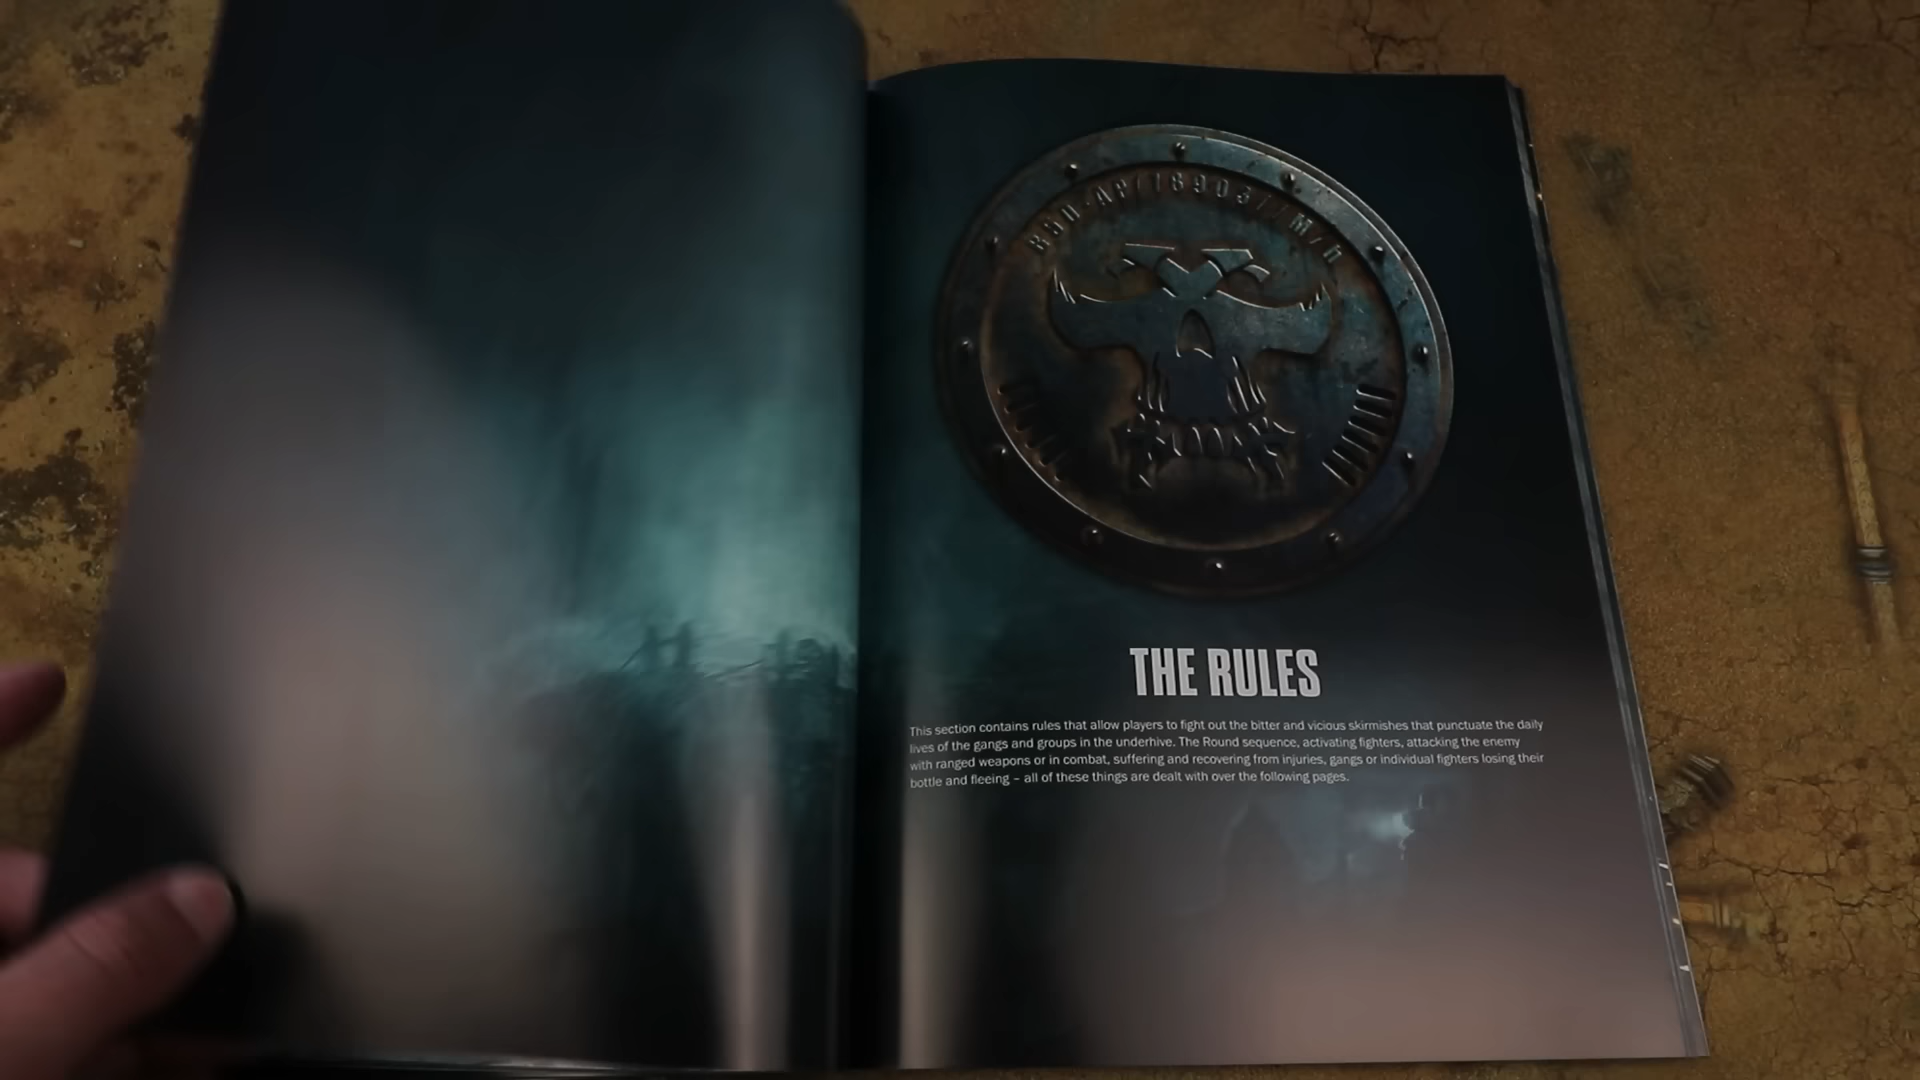 THE RULES
This section contains rules that allow players to fight out the bitter and vicious skirmishes that punctuate the daily
lives of the gangs and groups in the underhive. The Round sequence, activating fighters, attacking the enemy
with ranged weapons or in combat, suffering and recovering from injuries, gangs or individual fighters losing their
bottle and fleeing – all of these things are dealt with over the following pages.